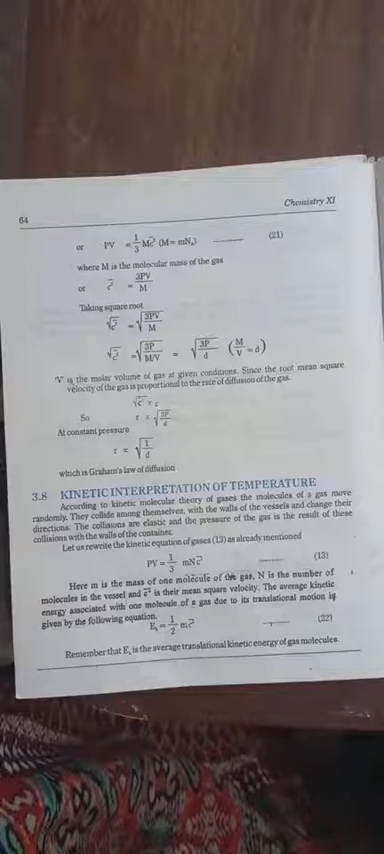 64
Chemistry XI
or PV = 1/3 Mc̄² (M = mNₐ) ............ (21)
where M is the molecular mass of the gas
or c̄² = 3PV/M
Taking square root
√c̄² = √(3PV/M)
√c̄² = √(3P/(M/V)) = √(3P/d) (M/V = d)
'V' is the molar volume of gas at given conditions. Since the root mean square
velocity of the gas is proportional to the rate of diffusion of the gas.
√c̄² ∝ r
So r ∝ √(3P/d)
At constant pressure
r ∝ √(1/d)
which is Graham's law of diffusion
3.8 KINETIC INTERPRETATION OF TEMPERATURE
According to kinetic molecular theory of gases the molecules of a gas move
randomly. They collide among themselves, with the walls of the vessels and change their
directions. The collisions are elastic and the pressure of the gas is the result of these
collisions with the walls of the container.
Let us rewrite the kinetic equation of gases (13) as already mentioned
PV = 1/3 mNc̄² ............ (13)
Here m is the mass of one molecule of the gas, N is the number of
molecules in the vessel and c̄² is their mean square velocity. The average kinetic
energy associated with one molecule of a gas due to its translational motion is
given by the following equation.
Eₖ = 1/2 mc̄² ............ (22)
Remember that Eₖ is the average translational kinetic energy of gas molecules.